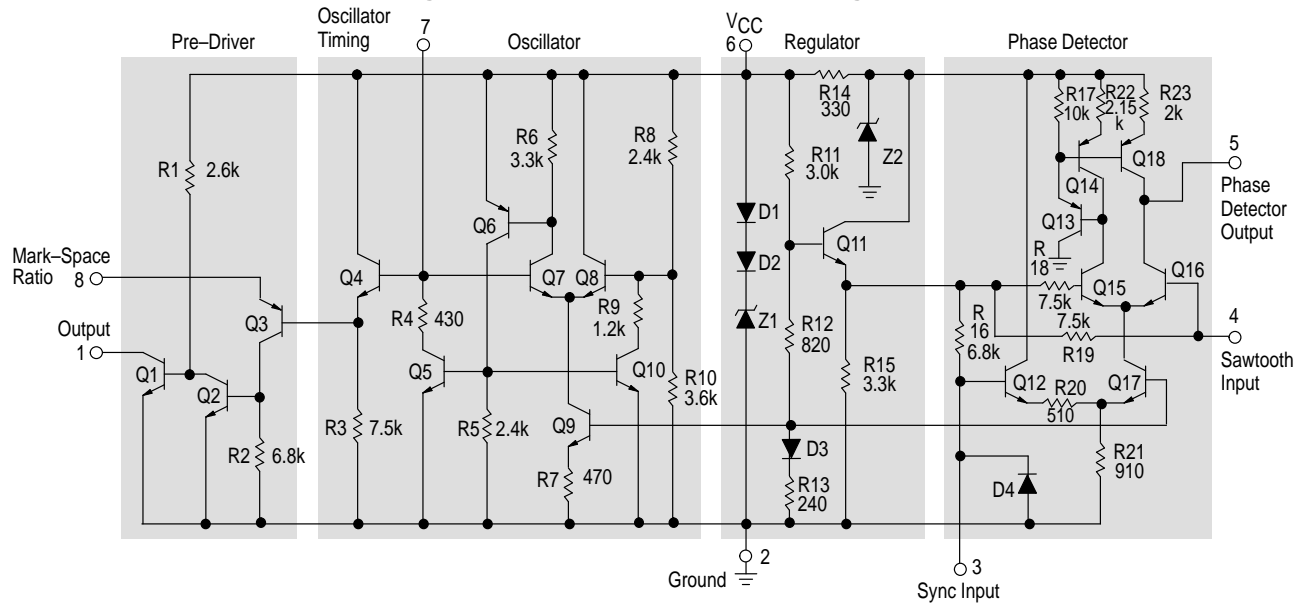 Oscillator
Timing
7
VCC
6
Pre–Driver
Oscillator
Regulator
Phase Detector
R1
2.6k
R6
3.3k
R8
2.4k
R14
330
R11
3.0k
Z2
R17
10k
R22
2.15
k
R23
2k
Q18
5
Phase
Detector
Output
Q14
Q13
Q6
D1
D2
Z1
Q11
R
18
Mark–Space
Ratio
8
Q3
Q4
Q7
Q8
R9
1.2k
R4
430
Q15
7.5k
Q16
7.5k
R19
4
Sawtooth
Input
Output
1
Q1
Q2
Q5
Q10
R12
820
R15
3.3k
R
16
6.8k
Q12
R20
510
Q17
R2
6.8k
R3
7.5k
R5
2.4k
Q9
R10
3.6k
R7
470
D3
R13
240
D4
R21
910
2
Ground
3
Sync Input